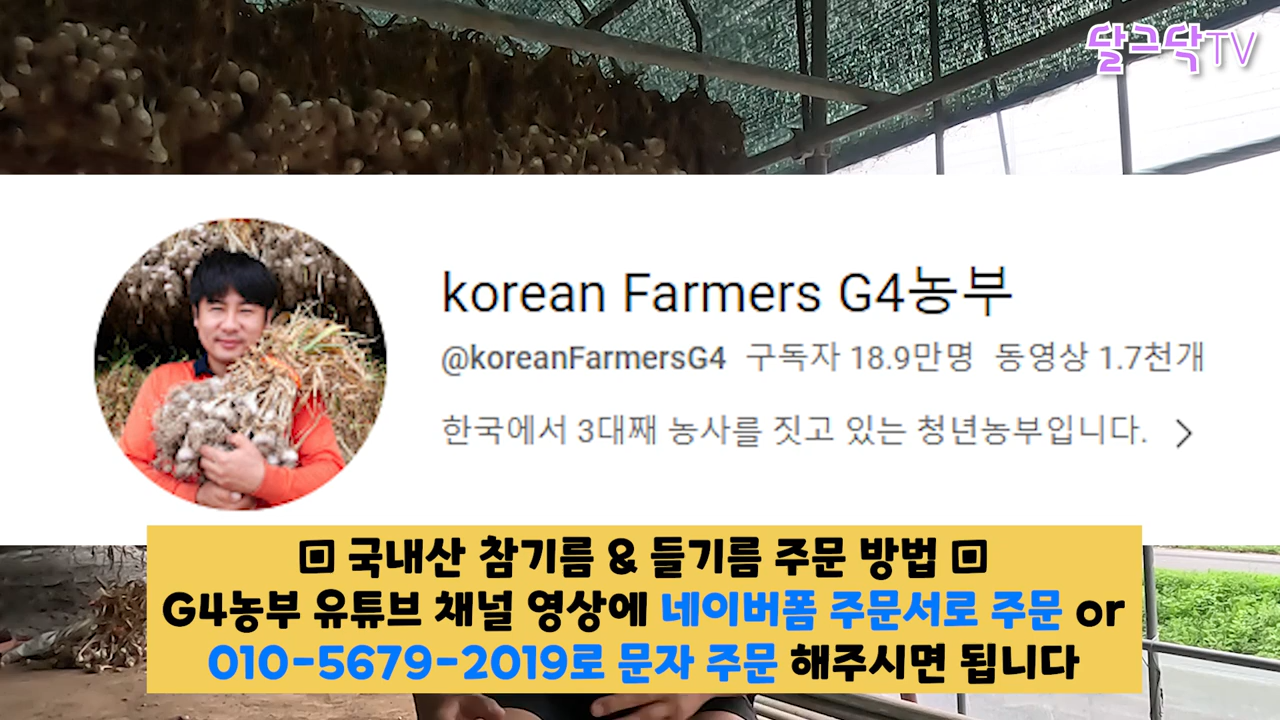 달그닥TV
korean Farmers G4농부
@koreanFarmersG4 구독자 18.9만명 동영상 1.7천개
한국에서 3대째 농사를 짓고 있는 청년농부입니다. >
回 국내산 참기름 & 들기름 주문 방법 回
G4농부 유튜브 채널 영상에 네이버폼 주문서로 주문 or
010-5679-2019로 문자 주문 해주시면 됩니다